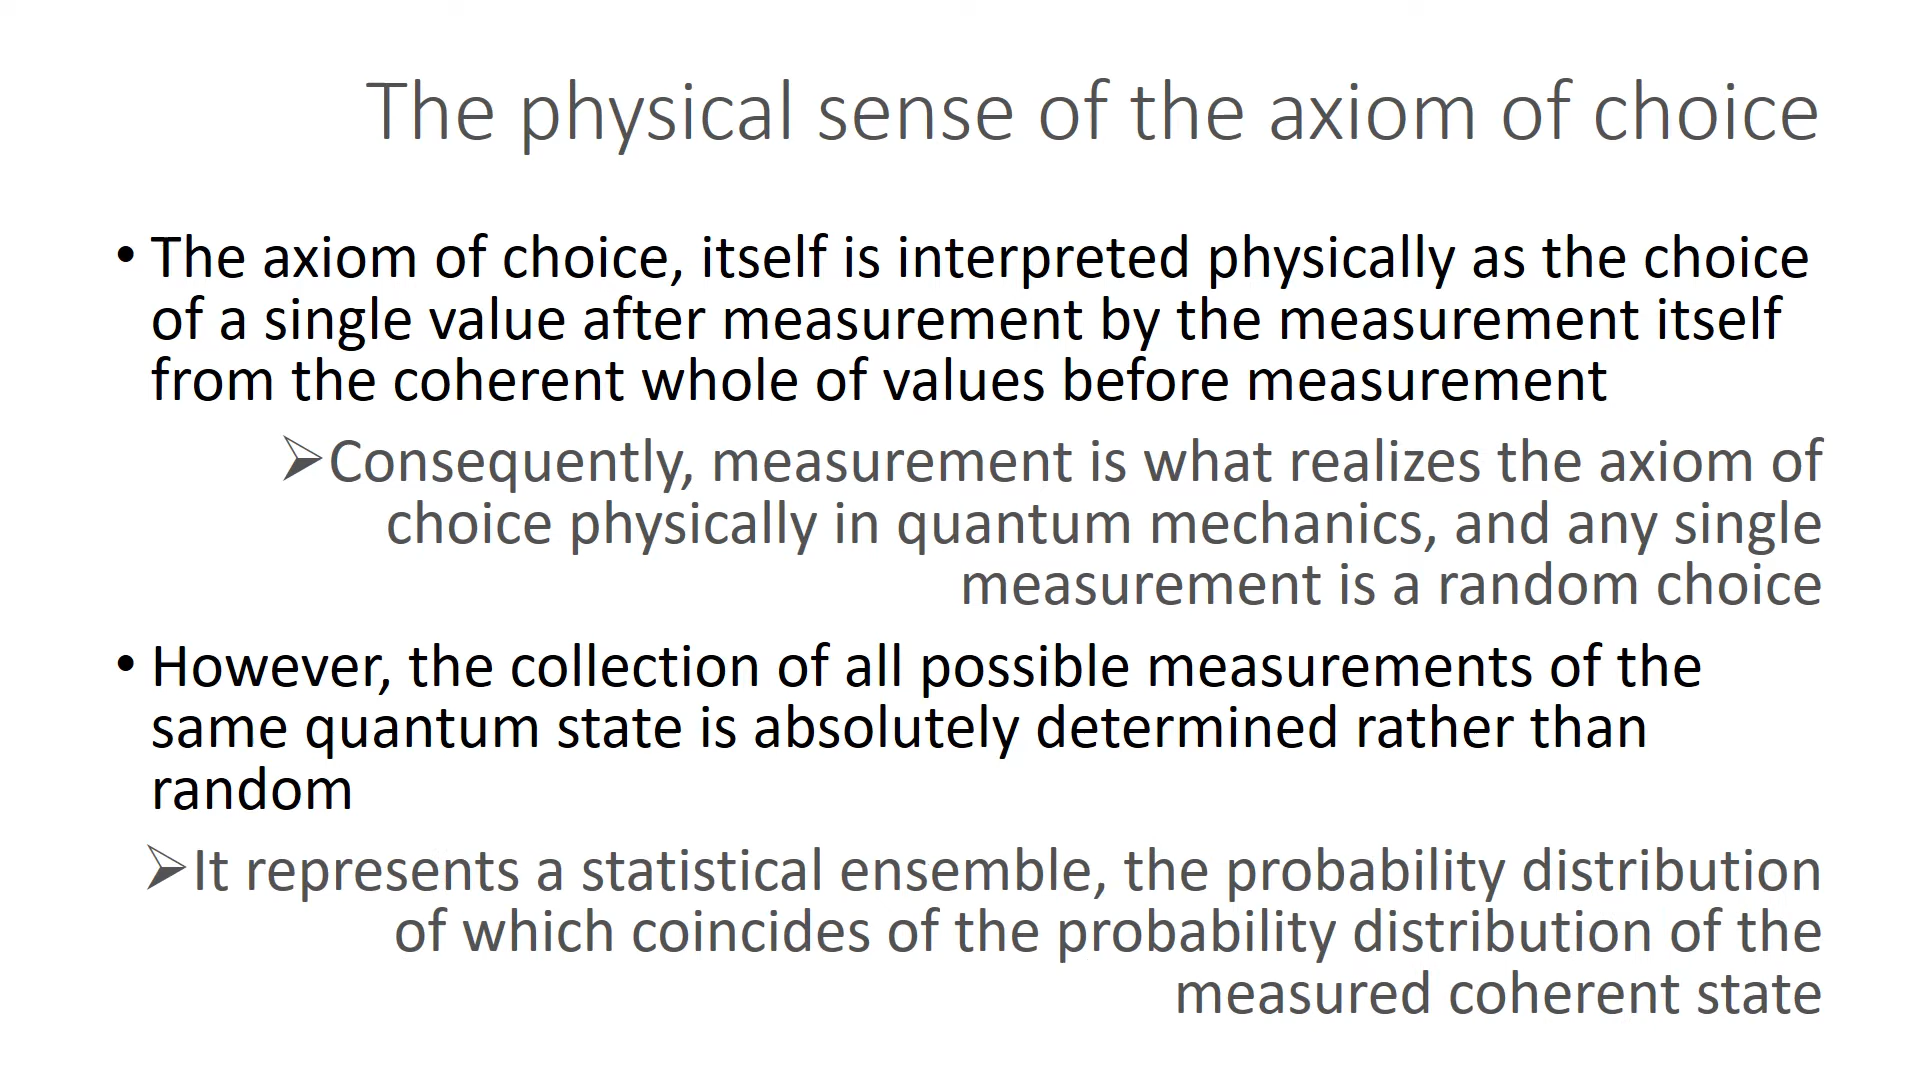 The physical sense of the axiom of choice
• The axiom of choice, itself is interpreted physically as the choice
of a single value after measurement by the measurement itself
from the coherent whole of values before measurement
➢Consequently, measurement is what realizes the axiom of
choice physically in quantum mechanics, and any single
measurement is a random choice
• However, the collection of all possible measurements of the
same quantum state is absolutely determined rather than
random
➢It represents a statistical ensemble, the probability distribution
of which coincides of the probability distribution of the
measured coherent state